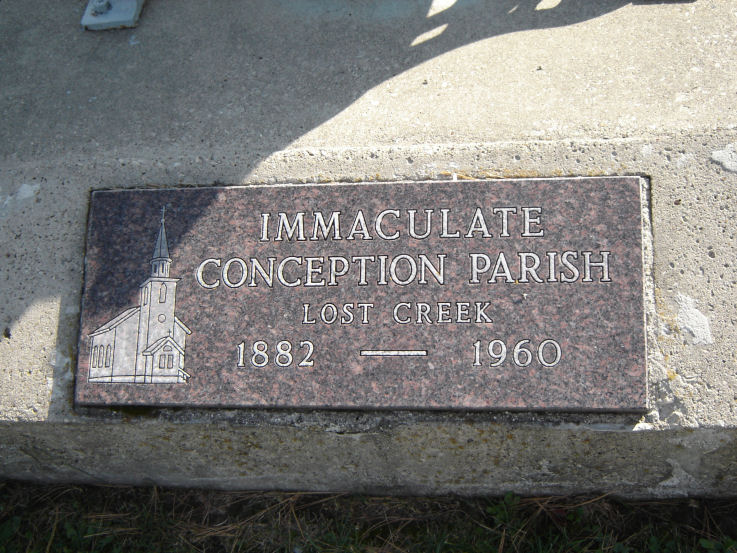 IMMACULATE
CONCEPTION PARISH
LOST CREEK
1882 — 1960